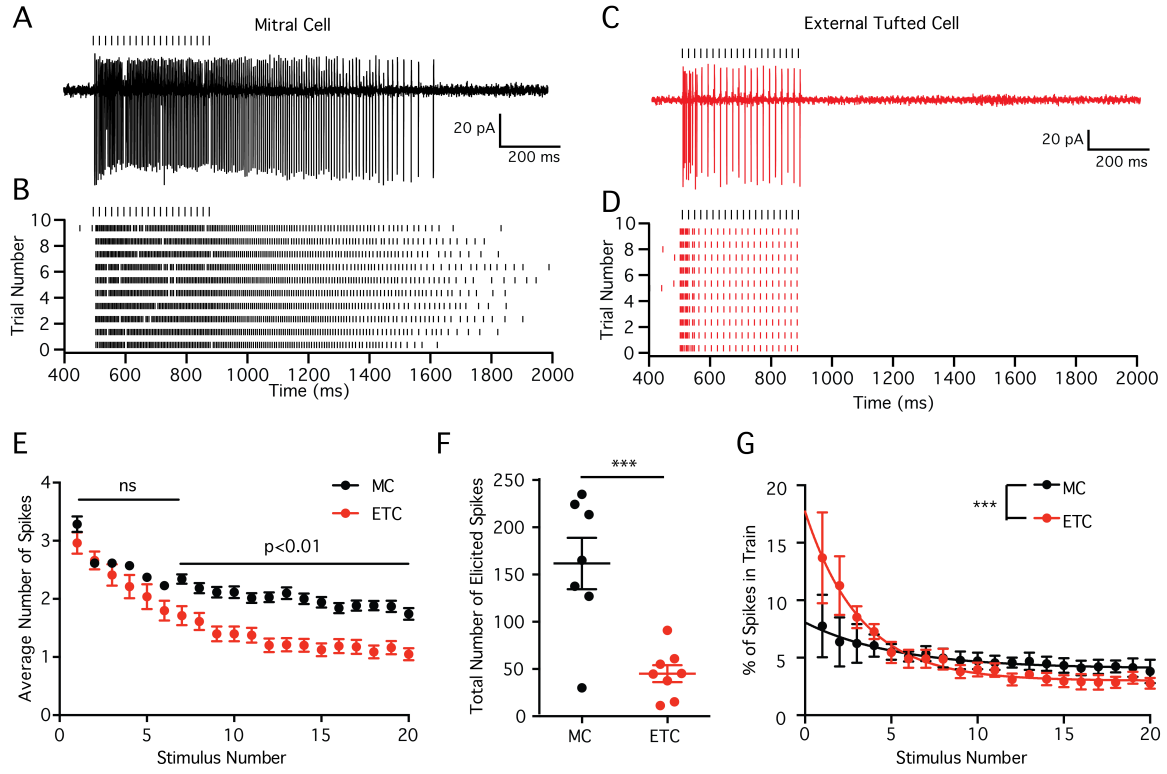 A
Mitral Cell
20 pA
200 ms
B
10
8
6
4
2
0
Trial Number
400 600 800 1000 1200 1400 1600 1800 2000
Time (ms)
C
External Tufted Cell
20 pA
200 ms
D
10
8
6
4
2
0
Trial Number
400 600 800 1000 1200 1400 1600 1800 2000
Time (ms)
E
4
3
2
1
0
Average Number of Spikes
ns
MC
ETC
p<0.01
0 5 10 15 20
Stimulus Number
F
250
200
150
100
50
0
Total Number of Elicited Spikes
***
MC ETC
G
20
15
10
5
0
% of Spikes in Train
***
MC
ETC
0 5 10 15 20
Stimulus Number